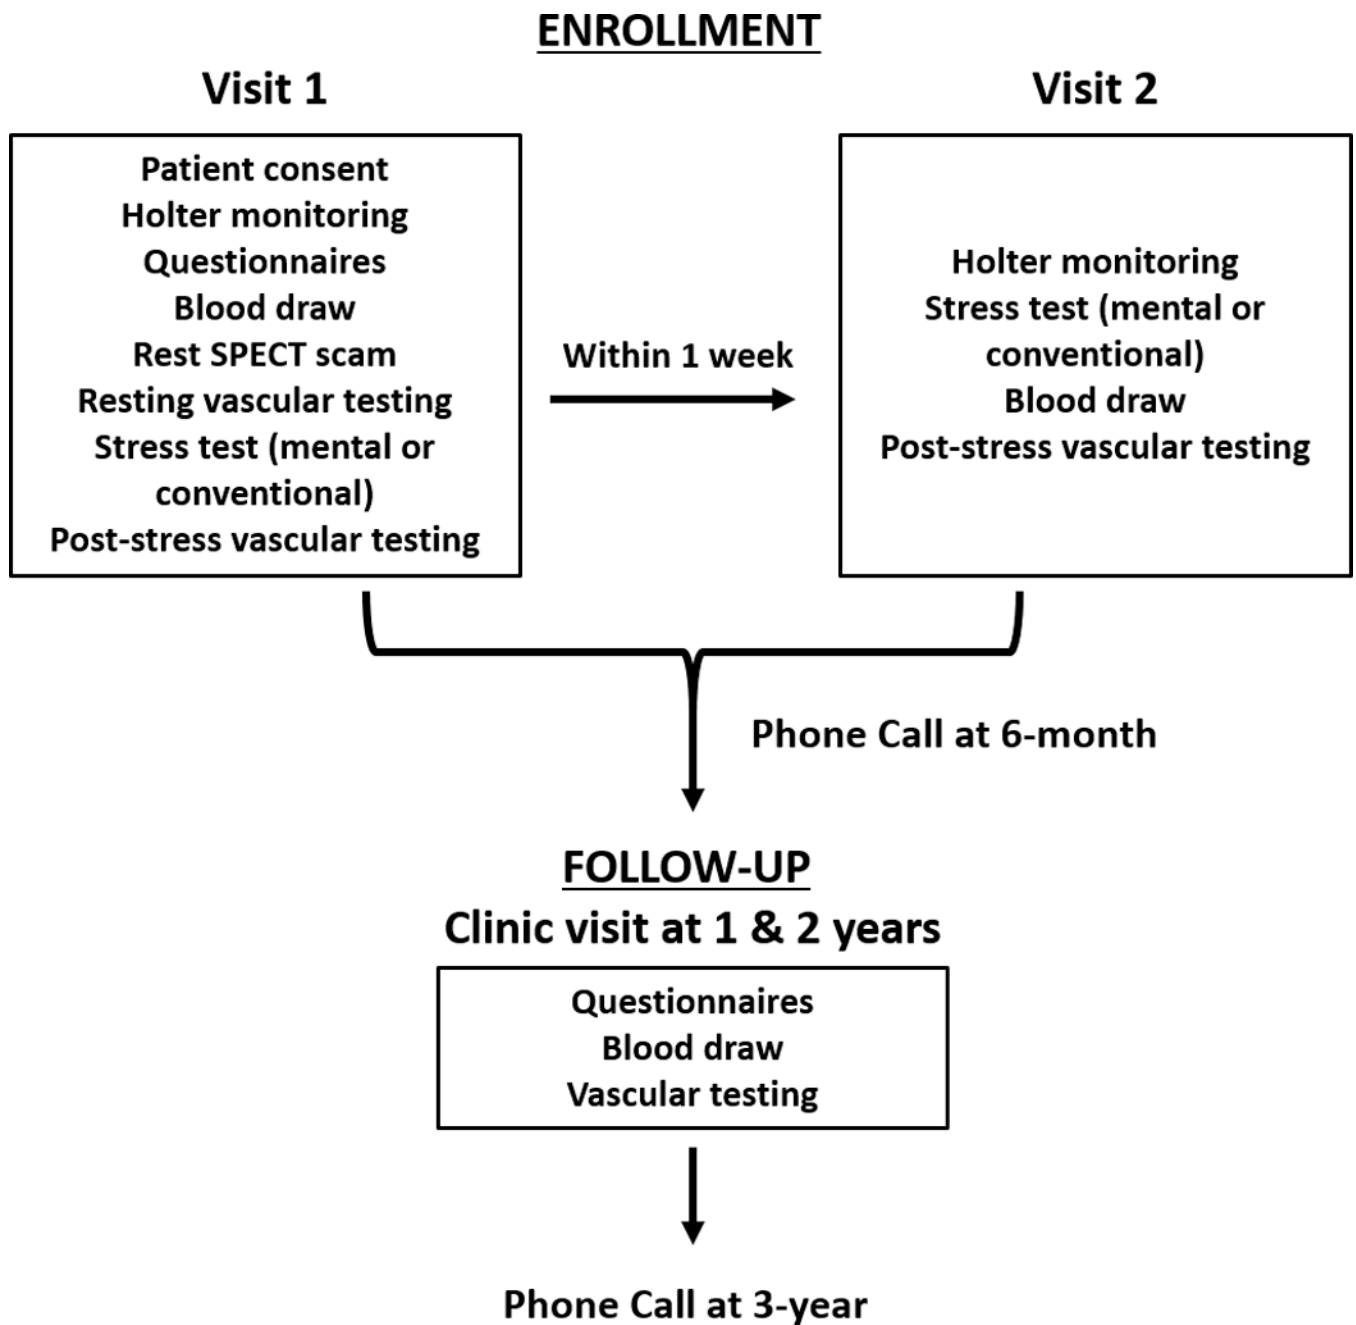 ENROLLMENT
Visit 1
Patient consent
Holter monitoring
Questionnaires
Blood draw
Rest SPECT scam
Resting vascular testing
Stress test (mental or
conventional)
Post-stress vascular testing
Within 1 week
Visit 2
Holter monitoring
Stress test (mental or
conventional)
Blood draw
Post-stress vascular testing
Phone Call at 6-month
FOLLOW-UP
Clinic visit at 1 & 2 years
Questionnaires
Blood draw
Vascular testing
Phone Call at 3-year